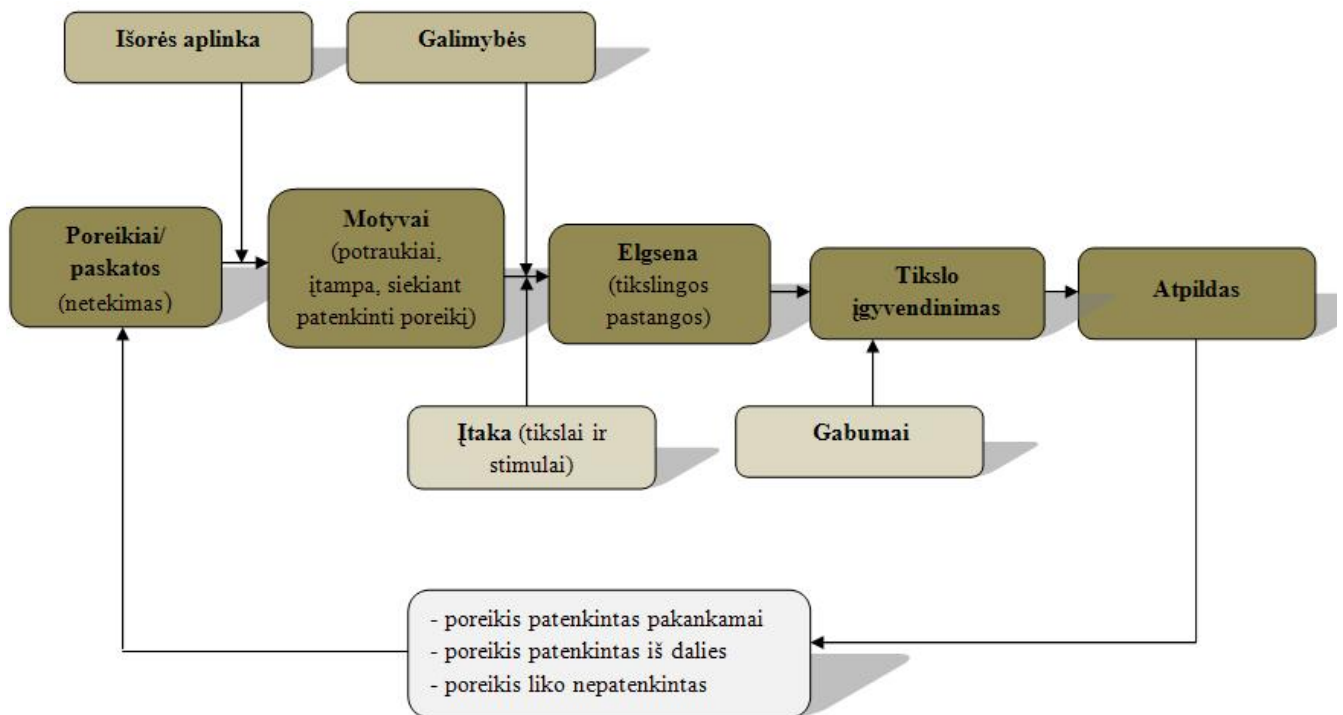 Išorės aplinka
Galimybės
Poreikiai/
paskatos
(netekimas)
Motyvai
(potraukiai,
įtampa, siekiant
patenkinti poreikį)
Elgsena
(tikslingos
pastangos)
Tikslo
įgyvendinimas
Atpildas
Įtaka (tikslai ir
stimulai)
Gabumai
- poreikis patenkintas pakankamai
- poreikis patenkintas iš dalies
- poreikis liko nepatenkintas